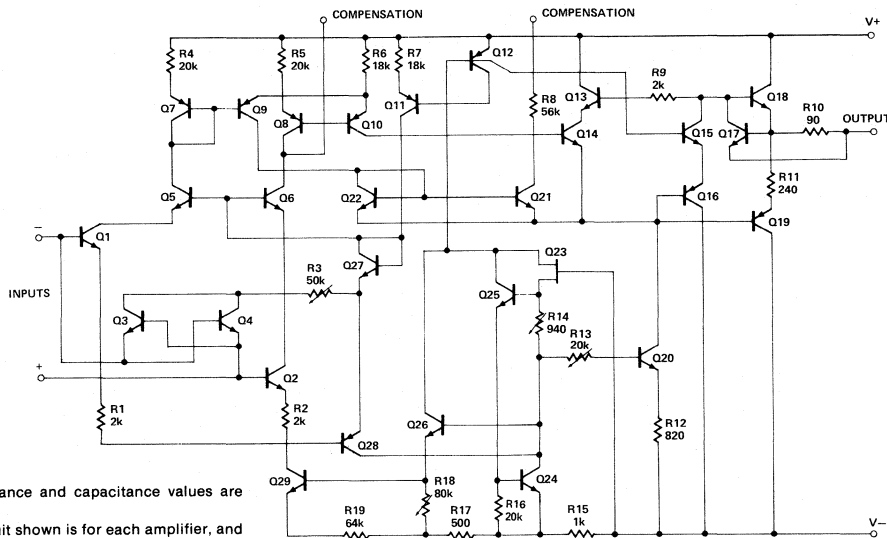 COMPENSATION
COMPENSATION
V+
R4
20k
R5
20k
R6
18k
R7
18k
Q12
R9
2k
Q7
Q9
Q8
Q10
Q11
R8
56k
Q13
Q14
Q15
Q17
Q18
R10
90
OUTPUT
Q5
Q6
Q22
Q21
Q16
R11
240
Q19
−
Q1
INPUTS
Q27
R3
50k
Q23
Q25
R14
940
R13
20k
Q3
Q4
+
Q2
Q20
R1
2k
R2
2k
Q26
R12
820
Q28
Q29
R18
80k
Q24
R19
64k
R17
500
R16
20k
R15
1k
V−
ance and capacitance values are
uit shown is for each amplifier, and